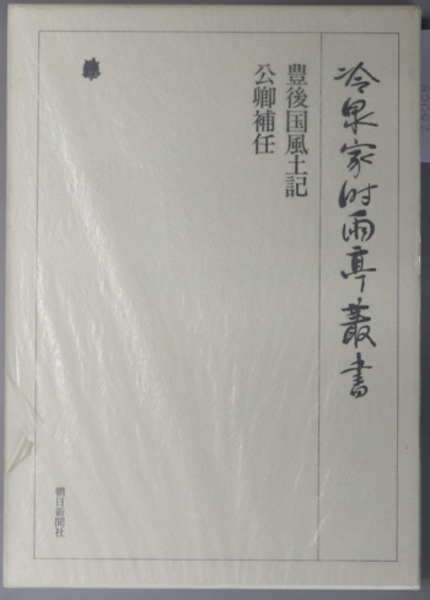 冷泉家時雨亭叢書
豊後国風土記
公卿補任
朝日新聞社